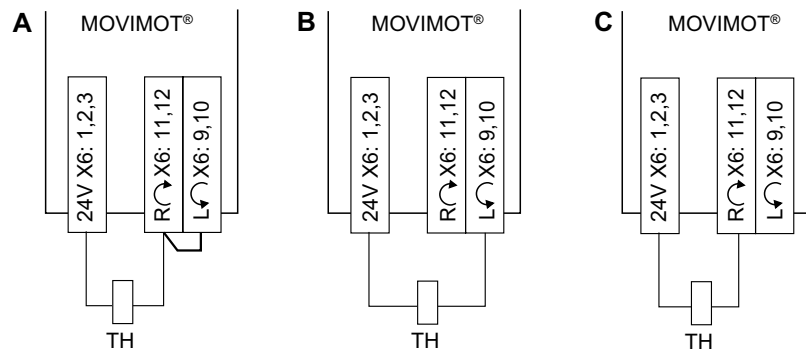 A
MOVIMOT®
24V X6: 1,2,3
R X6: 11,12
L X6: 9,10
TH
B
MOVIMOT®
24V X6: 1,2,3
R X6: 11,12
L X6: 9,10
TH
C
MOVIMOT®
24V X6: 1,2,3
R X6: 11,12
L X6: 9,10
TH